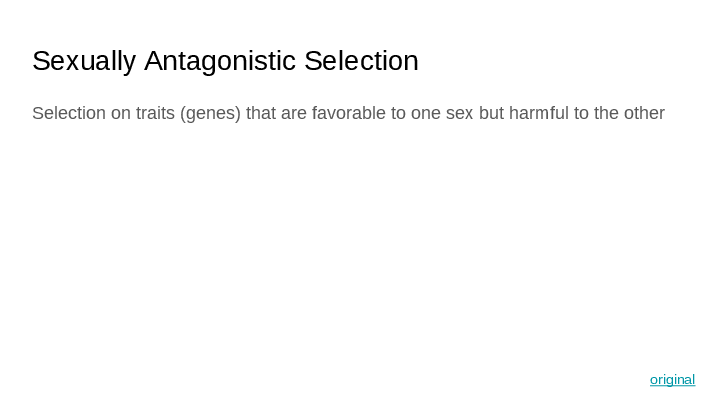 Sexually Antagonistic Selection
Selection on traits (genes) that are favorable to one sex but harmful to the other
original